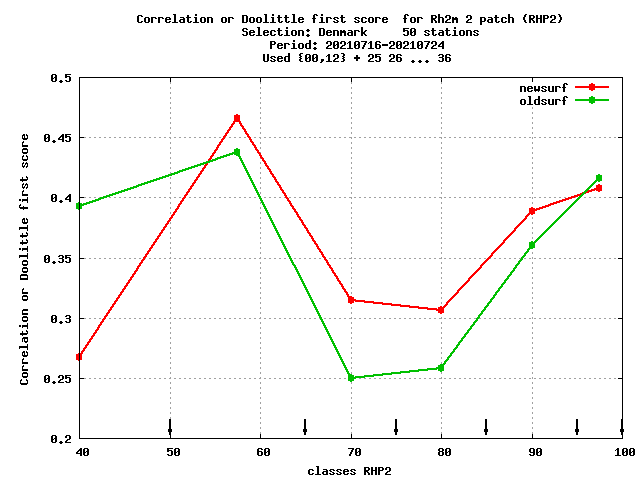 Correlation or Doolittle first score  for Rh2m 2 patch (RHP2)
Selection: Denmark     50 stations
Period: 20210716-20210724
Used {00,12} + 25 26 ... 36
newsurf
oldsurf
0.5
0.45
0.4
0.35
0.3
0.25
0.2
Correlation or Doolittle first score
40 50 60 70 80 90 100
classes RHP2